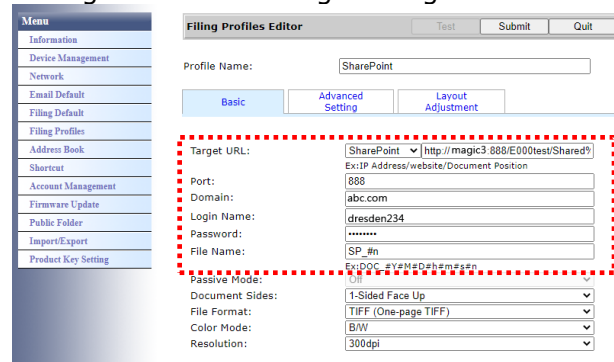 Menu
Information
Device Management
Network
Email Default
Filing Default
Filing Profiles
Address Book
Shortcut
Account Management
Firmware Update
Public Folder
Import/Export
Product Key Setting
Filing Profiles Editor Test Submit Quit
Profile Name: SharePoint
Basic Advanced Setting Layout Adjustment
Target URL: SharePoint http://magic3:888/E000test/Shared%
Ex:IP Address/website/Document Position
Port: 888
Domain: abc.com
Login Name: dresden234
Password: ••••••••
File Name: SP_#n
Ex:DOC_#Y#M#D#h#m#s#n
Passive Mode: Off
Document Sides: 1-Sided Face Up
File Format: TIFF (One-page TIFF)
Color Mode: B/W
Resolution: 300dpi